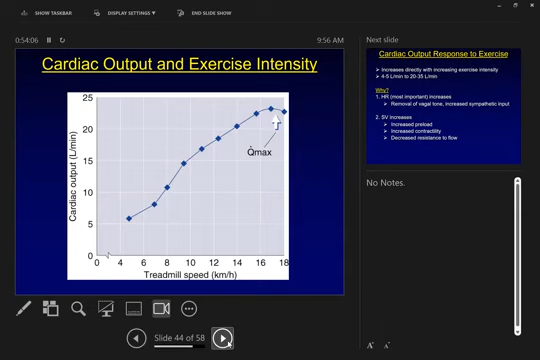 SHOW TASKBAR
DISPLAY SETTINGS
END SLIDE SHOW
0:54:06
9:56 AM
Cardiac Output and Exercise Intensity
25
20
15
10
5
0
Cardiac output (L/min)
Q̇max
0 4 6 8 10 12 14 16 18
Treadmill speed (km/h)
Slide 44 of 58
Next slide
Cardiac Output Response to Exercise
Increases directly with increasing exercise intensity
4-5 L/min to 20-35 L/min
Why?
1. HR (most important) increases
Removal of vagal tone, increased sympathetic input
2. SV increases
Increased preload
Increased contractility
Decreased resistance to flow
No Notes.
A A